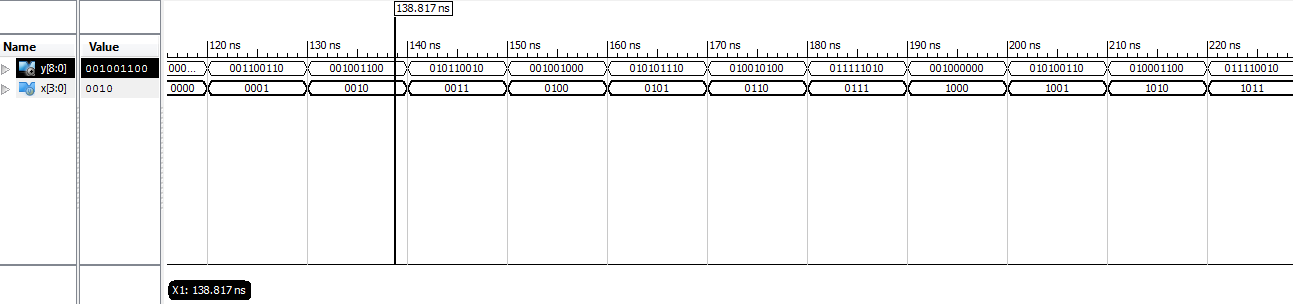 138.817 ns
Name Value 120 ns 130 ns 140 ns 150 ns 160 ns 170 ns 180 ns 190 ns 200 ns 210 ns 220 ns
y[8:0] 001001100 000... 001100110 001001100 010110010 001001000 010101110 010010100 011111010 001000000 010100110 010001100 011110010
x[3:0] 0010 0000 0001 0010 0011 0100 0101 0110 0111 1000 1001 1010 1011
X1: 138.817 ns